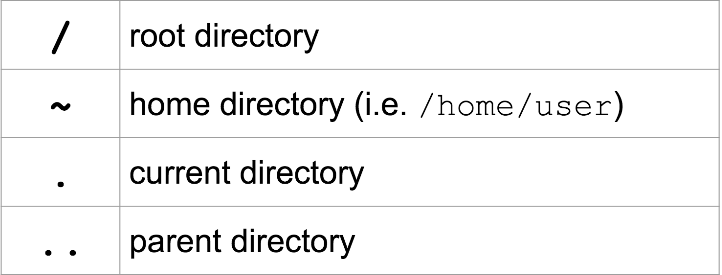 / root directory
~ home directory (i.e. /home/user)
. current directory
.. parent directory